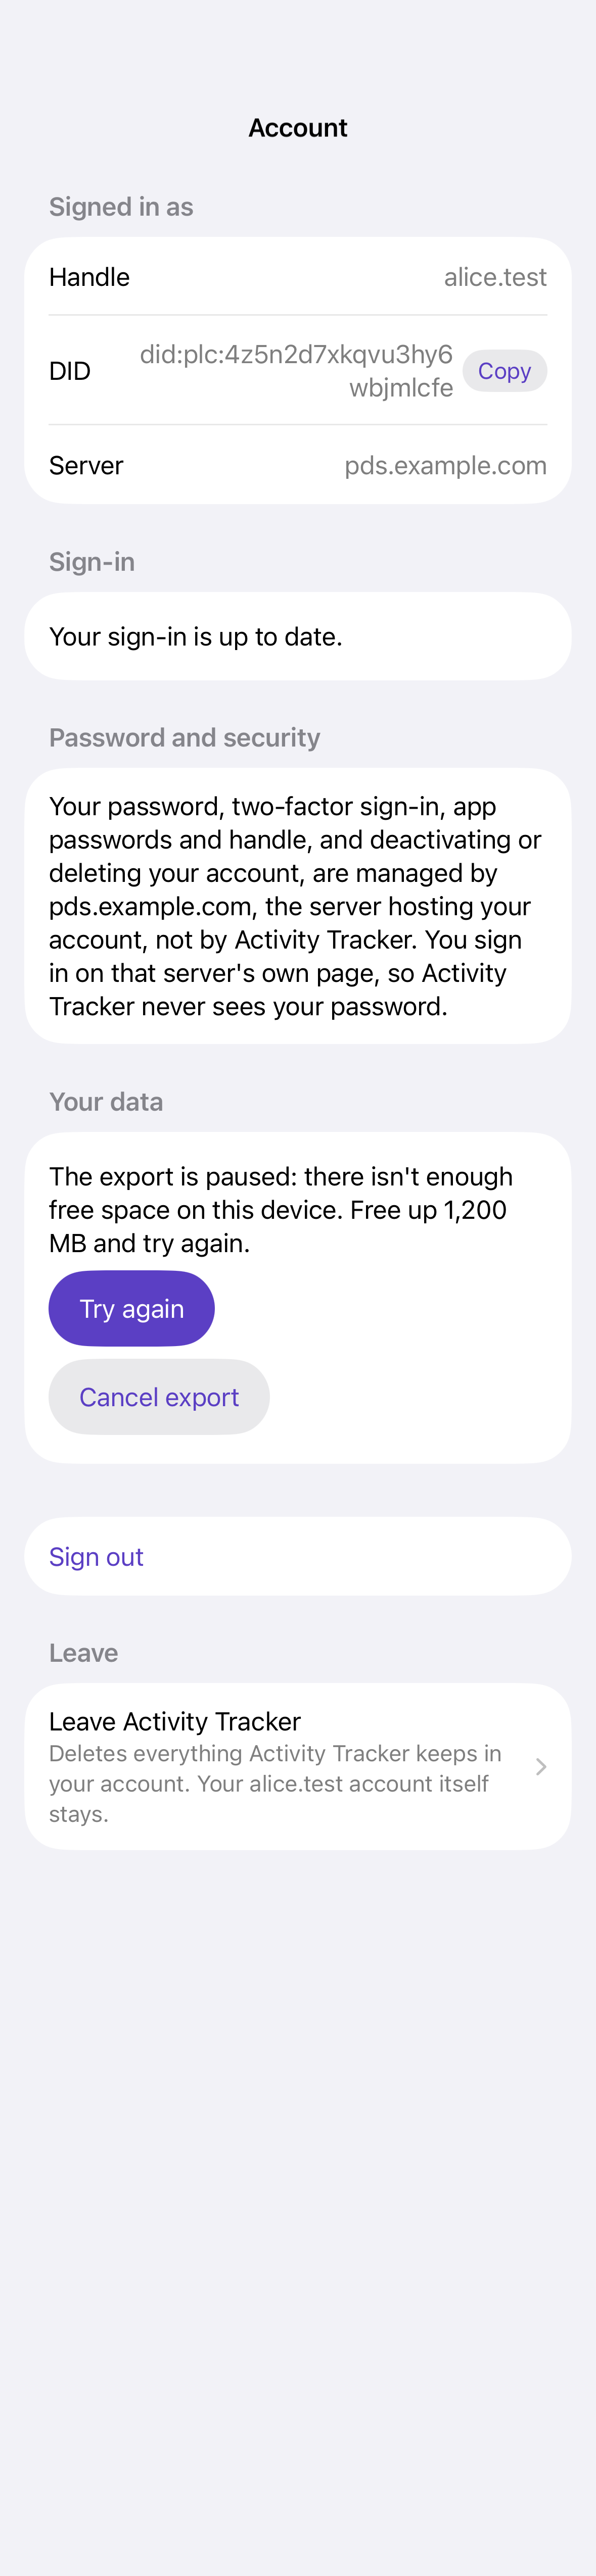 Account
Signed in as
Handle
alice.test
DID
did:plc:4z5n2d7xkqvu3hy6
wbjmlcfe
Copy
Server
pds.example.com
Sign-in
Your sign-in is up to date.
Password and security
Your password, two-factor sign-in, app
passwords and handle, and deactivating or
deleting your account, are managed by
pds.example.com, the server hosting your
account, not by Activity Tracker. You sign
in on that server's own page, so Activity
Tracker never sees your password.
Your data
The export is paused: there isn't enough
free space on this device. Free up 1,200
MB and try again.
Try again
Cancel export
Sign out
Leave
Leave Activity Tracker
Deletes everything Activity Tracker keeps in
your account. Your alice.test account itself
stays.